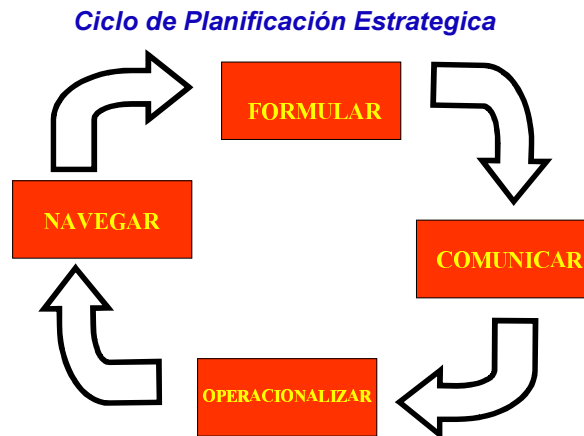 Ciclo de Planificación Estrategica
FORMULAR
NAVEGAR
COMUNICAR
OPERACIONALIZAR